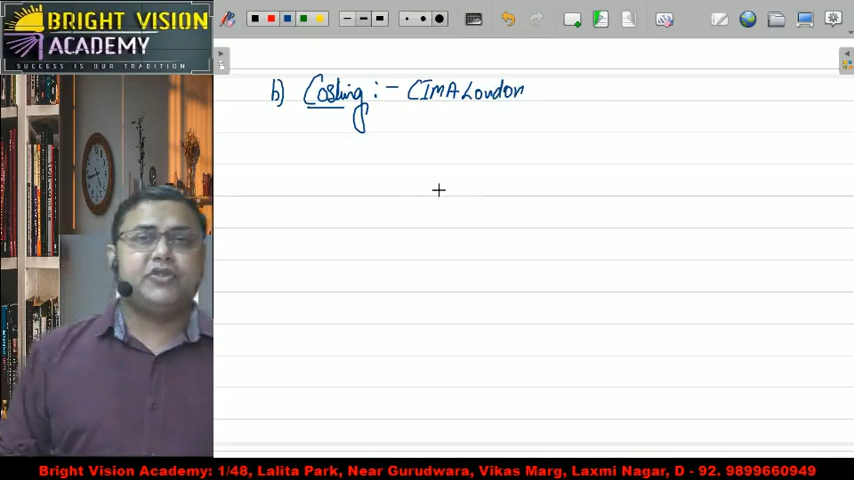 BRIGHT VISION
ACADEMY
SUCCESS IS OUR TRADITION
b) Costing :- CIMA London
Bright Vision Academy: 1/48, Lalita Park, Near Gurudwara, Vikas Marg, Laxmi Nagar, D - 92. 9899660949